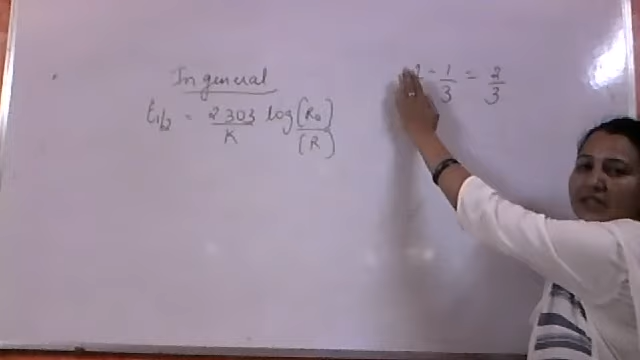 In general
t1/2 = 2 303 / K log (R0) / (R)
1 - 1/3 = 2/3